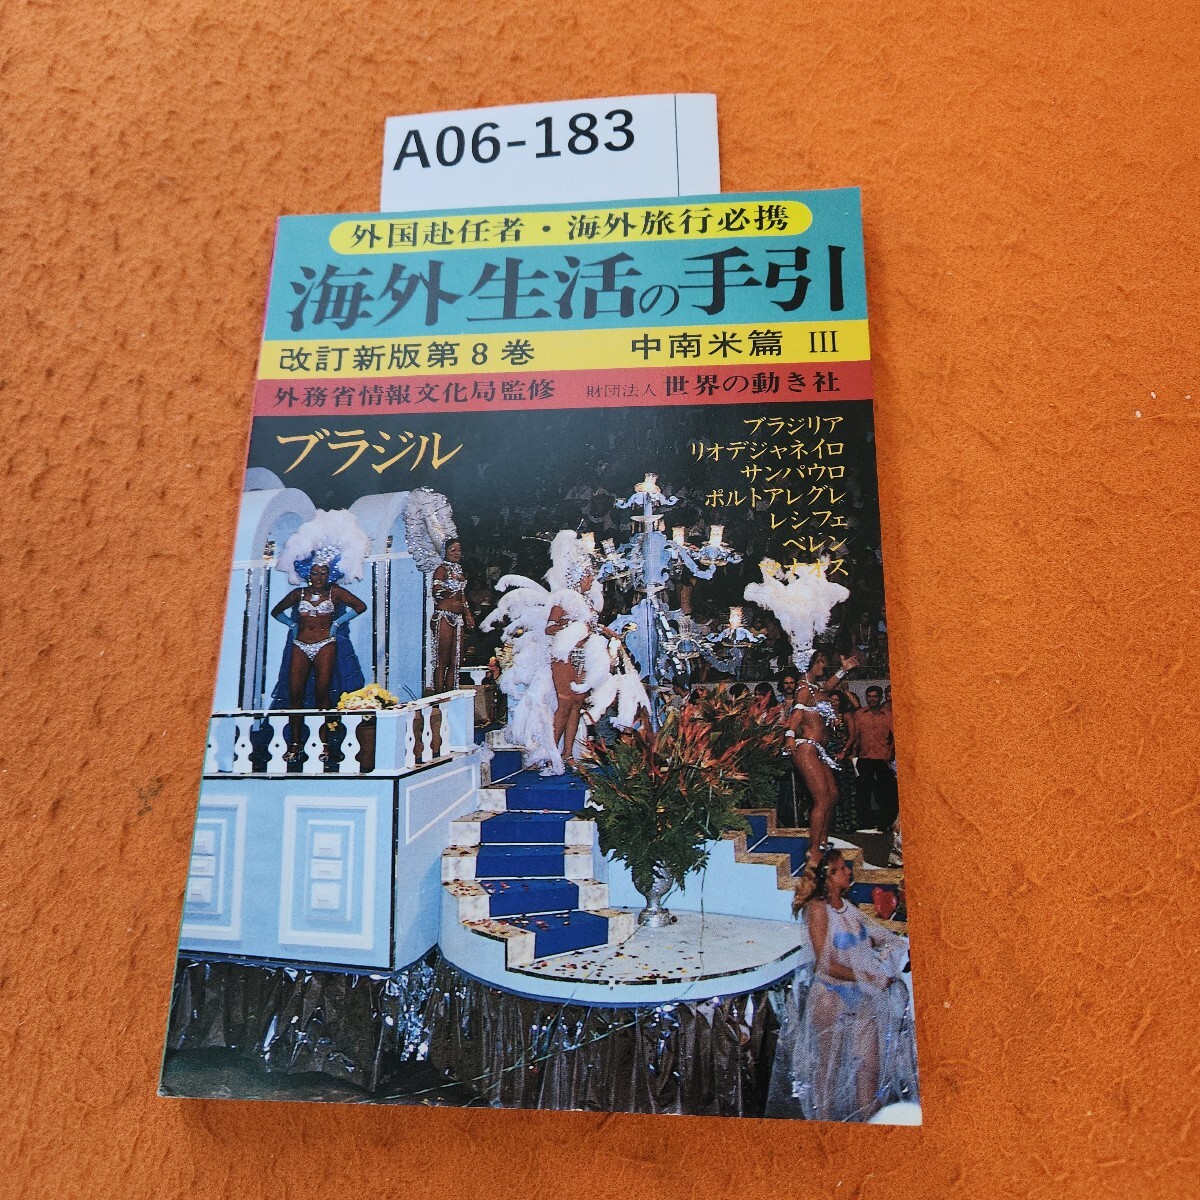 A06-183
外国赴任者・海外旅行必携
海外生活の手引
改訂新版第8巻 中南米篇 III
外務省情報文化局監修 財団法人 世界の動き社
ブラジル
ブラジリア
リオデジャネイロ
サンパウロ
ポルトアレグレ
レシフェ
ベレン
マナオス